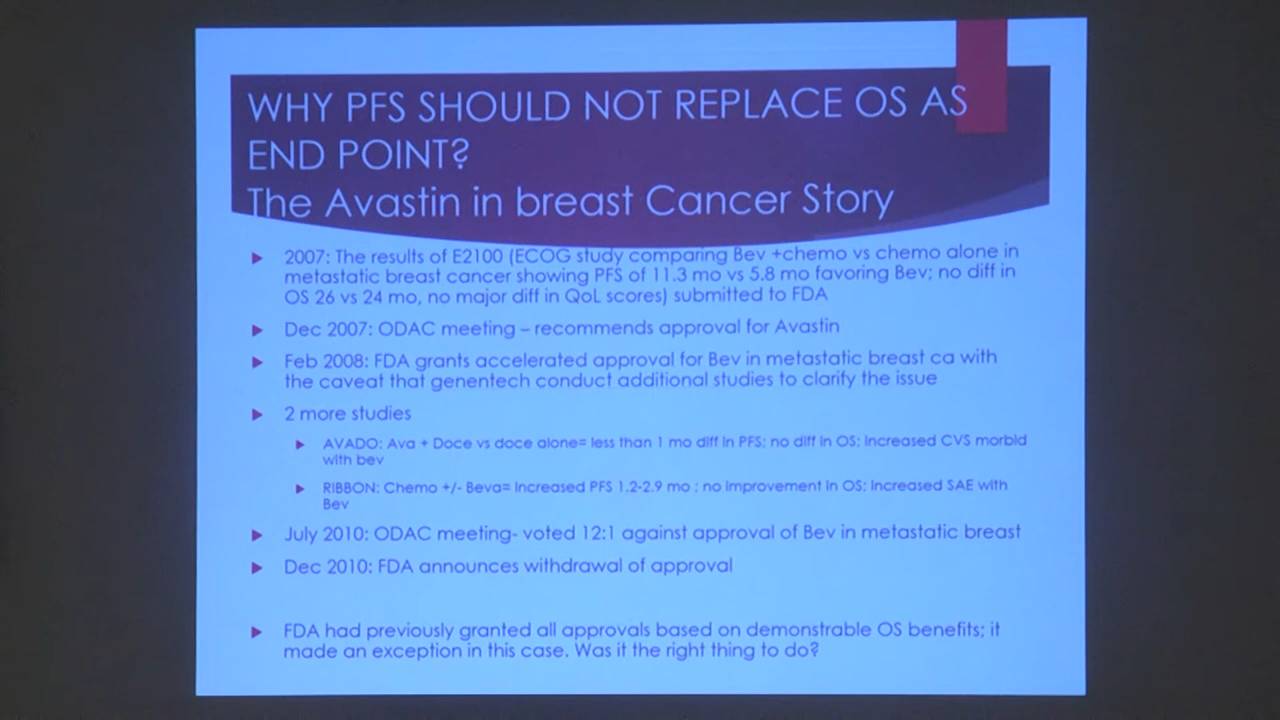 WHY PFS SHOULD NOT REPLACE OS AS
END POINT?
The Avastin in breast Cancer Story
2007: The results of E2100 (ECOG study comparing Bev +chemo vs chemo alone in
metastatic breast cancer showing PFS of 11.3 mo vs 5.8 mo favoring Bev; no diff in
OS 26 vs 24 mo, no major diff in QoL scores) submitted to FDA
Dec 2007: ODAC meeting – recommends approval for Avastin
Feb 2008: FDA grants accelerated approval for Bev in metastatic breast ca with
the caveat that genentech conduct additional studies to clarify the issue
2 more studies
AVADO: Ava + Doce vs doce alone= less than 1 mo diff in PFS; no diff in OS; Increased CVS morbid
with bev
RIBBON: Chemo +/- Beva= Increased PFS 1.2-2.9 mo ; no improvement in OS; Increased SAE with
Bev
July 2010: ODAC meeting- voted 12:1 against approval of Bev in metastatic breast
Dec 2010: FDA announces withdrawal of approval
FDA had previously granted all approvals based on demonstrable OS benefits; it
made an exception in this case. Was it the right thing to do?